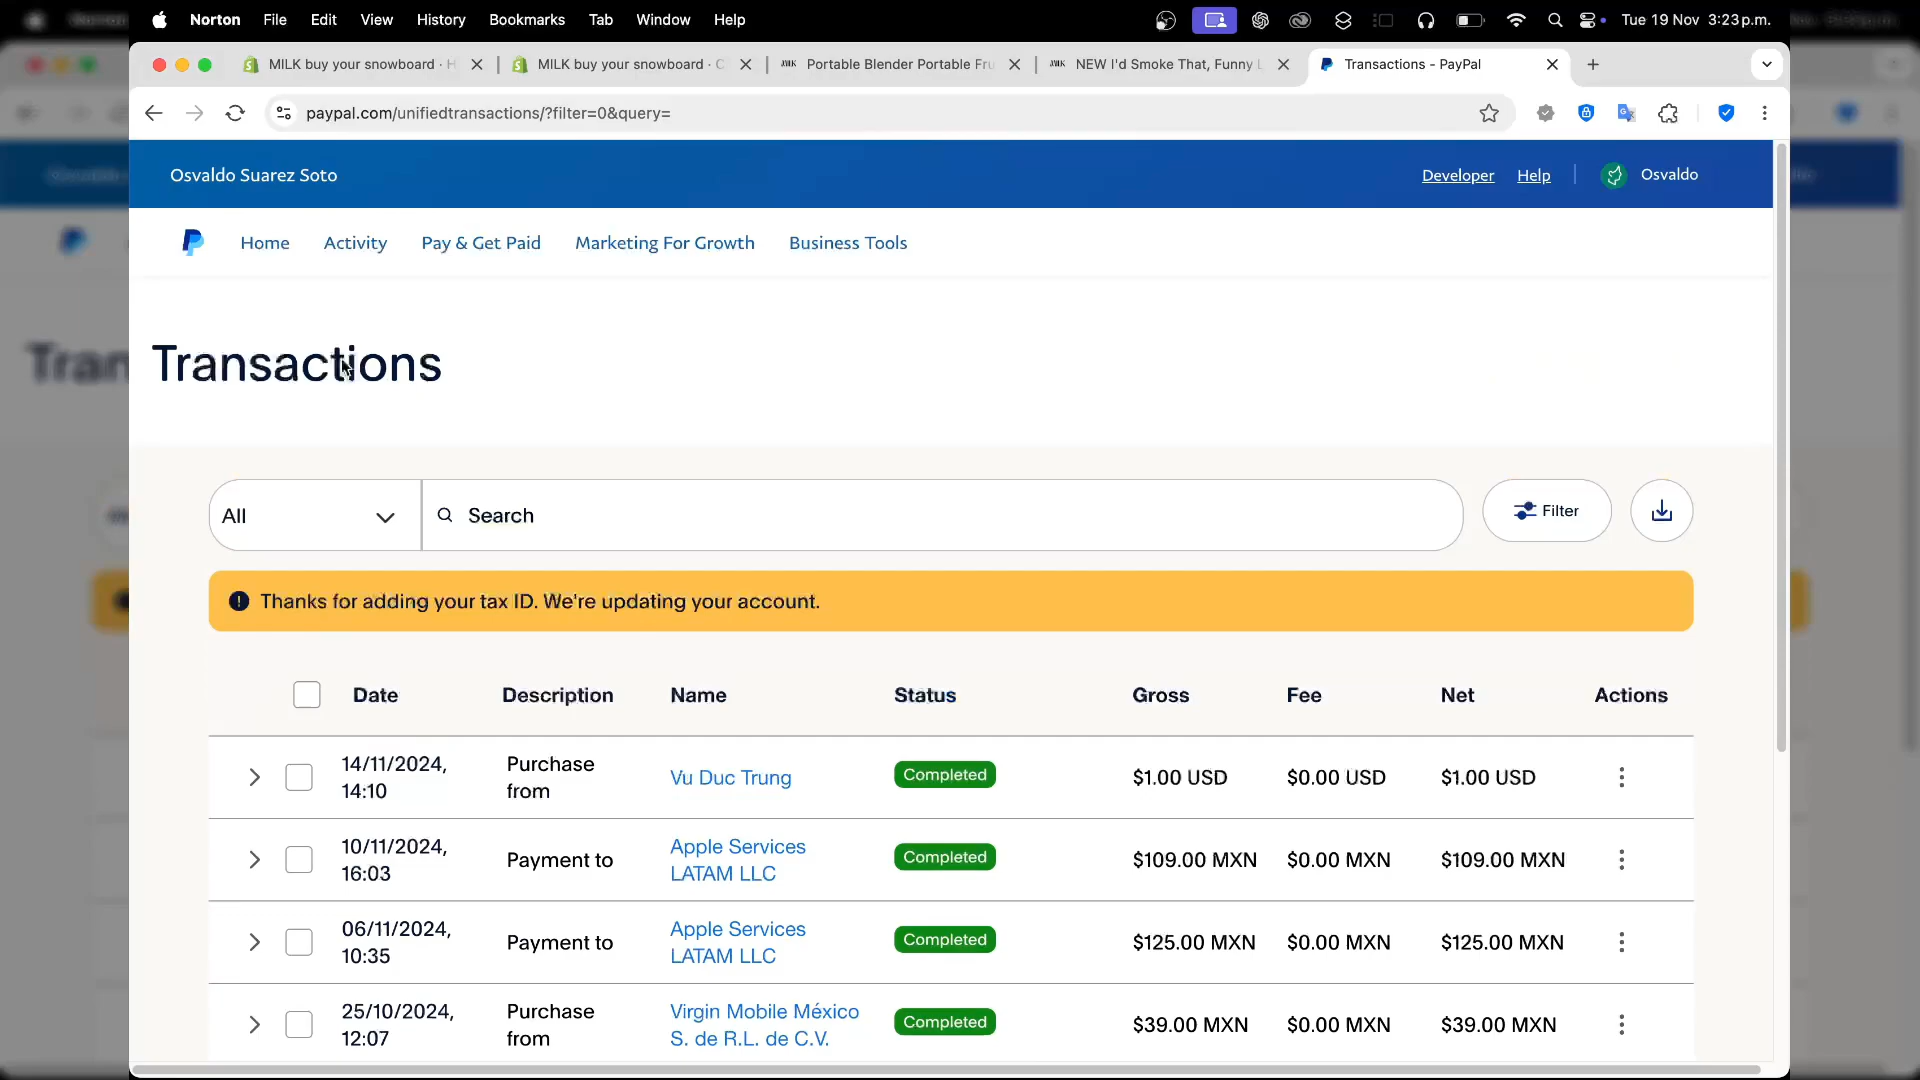 Norton File Edit View History Bookmarks Tab Window Help Tue 19 Nov 3:23 p.m.
MILK buy your snowboard · H MILK buy your snowboard · C Portable Blender Portable Fru NEW I'd Smoke That, Funny L Transactions - PayPal
paypal.com/unifiedtransactions/?filter=0&query=
Osvaldo Suarez Soto Developer Help Osvaldo
Home Activity Pay & Get Paid Marketing For Growth Business Tools
Transactions
All Search Filter
Thanks for adding your tax ID. We're updating your account.
Date Description Name Status Gross Fee Net Actions
14/11/2024, 14:10 Purchase from Vu Duc Trung Completed $1.00 USD $0.00 USD $1.00 USD
10/11/2024, 16:03 Payment to Apple Services LATAM LLC Completed $109.00 MXN $0.00 MXN $109.00 MXN
06/11/2024, 10:35 Payment to Apple Services LATAM LLC Completed $125.00 MXN $0.00 MXN $125.00 MXN
25/10/2024, 12:07 Purchase from Virgin Mobile México S. de R.L. de C.V. Completed $39.00 MXN $0.00 MXN $39.00 MXN